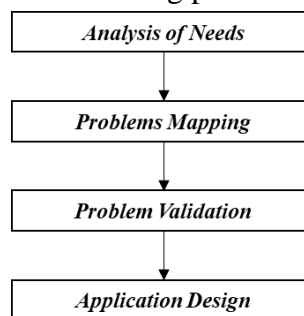 Analysis of Needs
Problems Mapping
Problem Validation
Application Design